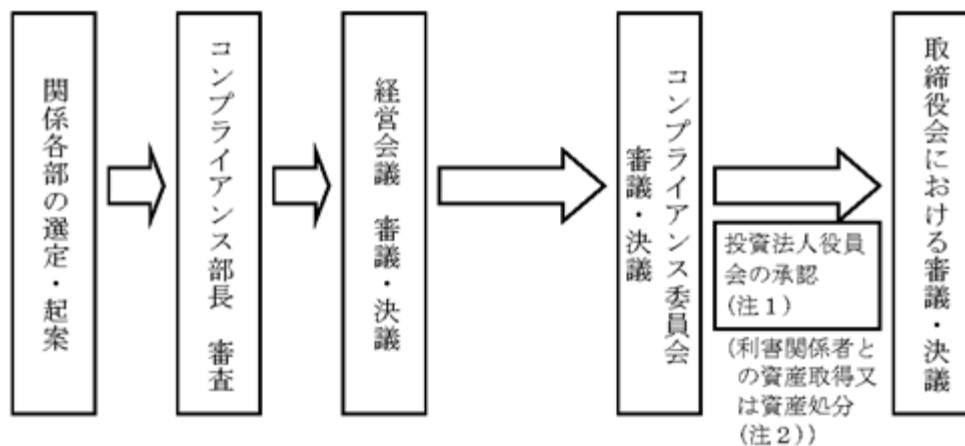 関係各部の選定・起案
コンプライアンス部長　審査
経営会議　審議・決議
コンプライアンス委員会
審議・決議
投資法人役員
会の承認
(注１)
(利害関係者と
の資産取得又
は資産処分
(注２))
取締役会における審議・決議